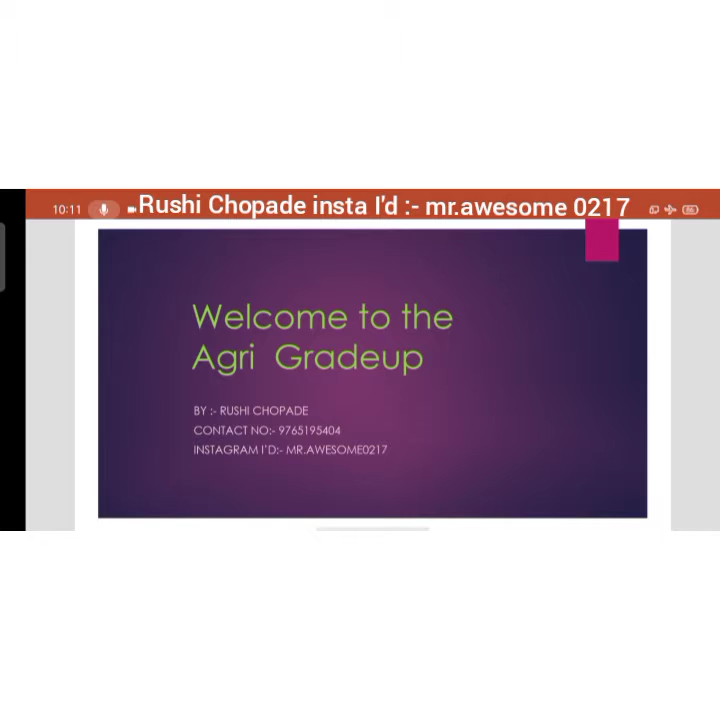 10:11
Rushi Chopade insta I'd :- mr.awesome 0217
Welcome to the
Agri Gradeup
BY :- RUSHI CHOPADE
CONTACT NO:- 9765195404
INSTAGRAM I'D:- MR.AWESOME0217